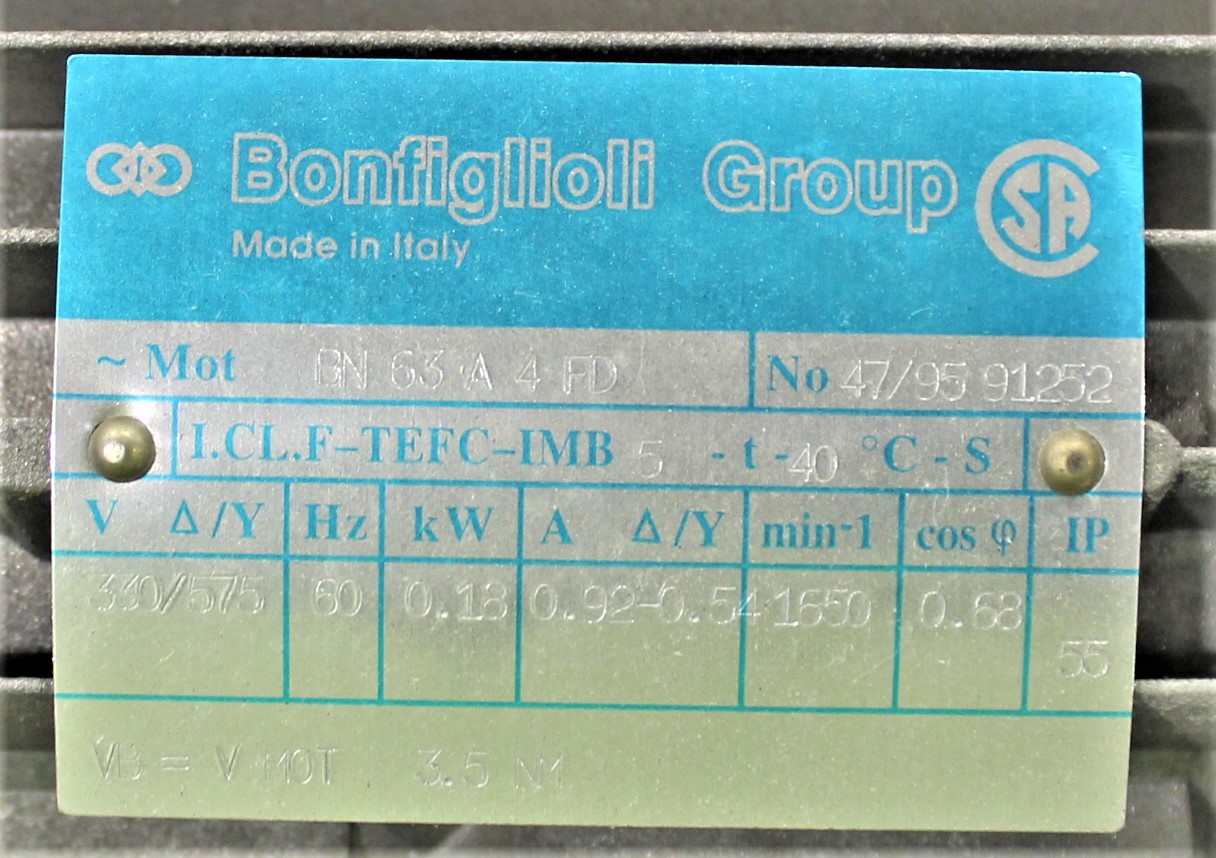 Bonfiglioli Group CSA
Made in Italy
~ Mot BN 63 A 4 FD No 47/95 91252
I.CL.F-TEFC-IMB 5 - t - 40 °C - S
V Δ/Y Hz kW A Δ/Y min-1 cos φ IP
330/575 60 0.18 0.92-0.54 1650 0.68
55
VB = V MOT 3.5 NM